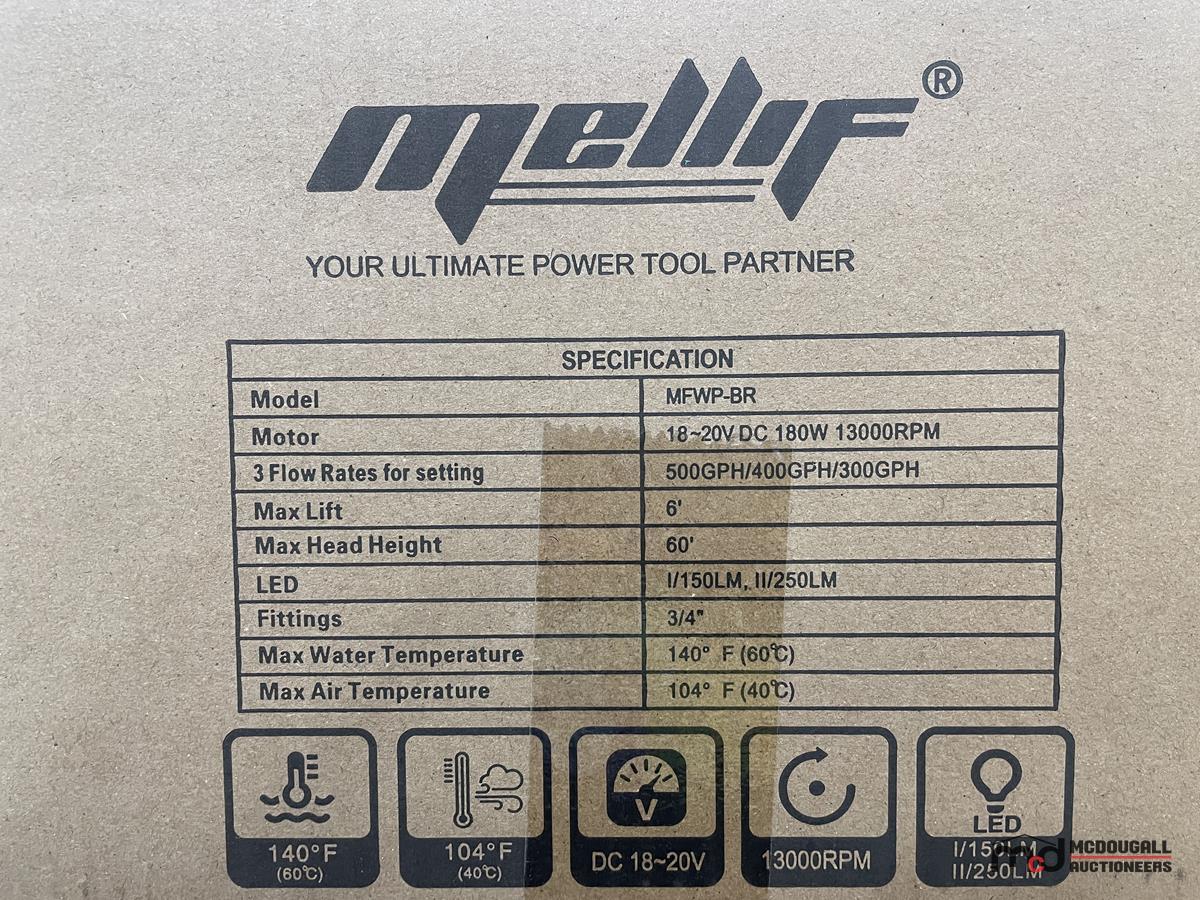 mellif®
YOUR ULTIMATE POWER TOOL PARTNER
SPECIFICATION
Model MFWP-BR
Motor 18~20V DC 180W 13000RPM
3 Flow Rates for setting 500GPH/400GPH/300GPH
Max Lift 6'
Max Head Height 60'
LED I/150LM, II/250LM
Fittings 3/4"
Max Water Temperature 140° F (60℃)
Max Air Temperature 104° F (40℃)
140°F
(60℃)
104°F
(40℃)
V
DC 18~20V
13000RPM
LED
I/150LM
II/250LM
mcd
MCDOUGALL
AUCTIONEERS